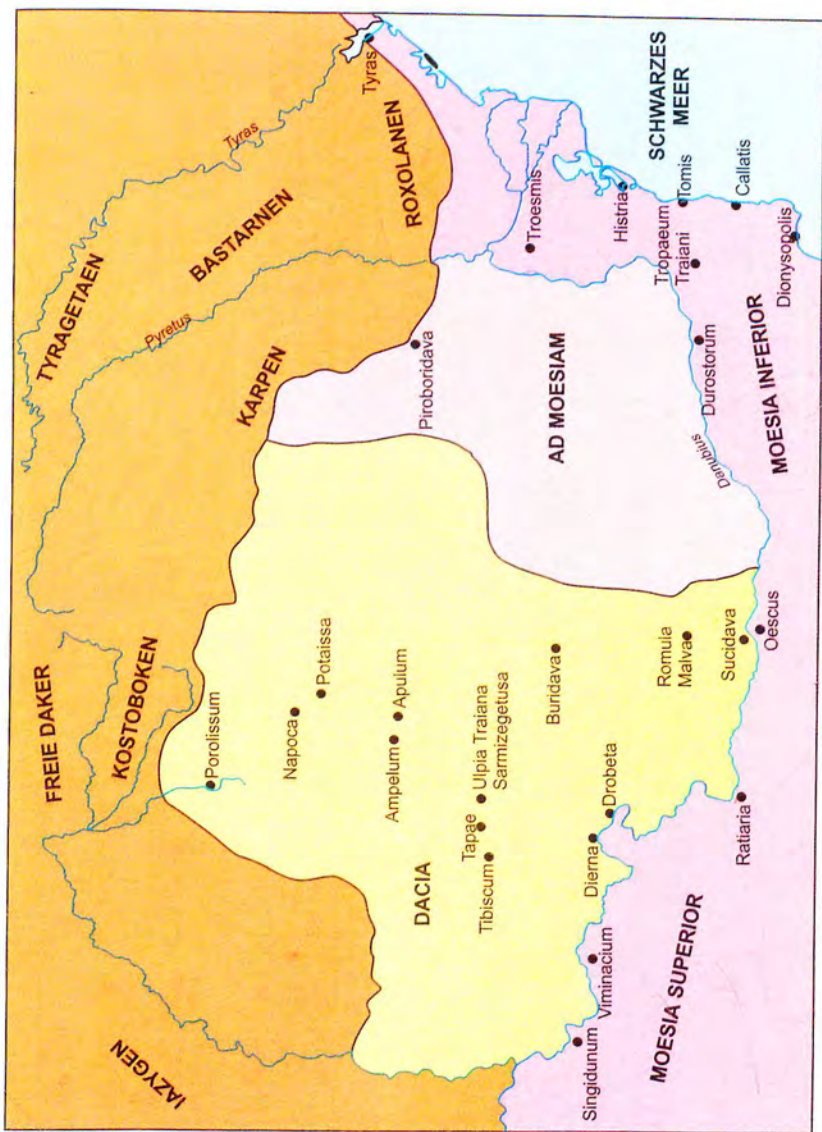 FREIE DAKER
KOSTOBOKEN
TYRAGETAEN
Tyras
Pyretus
BASTARNEN
KARPEN
ROXOLANEN
Tyras
IAZYGEN
Porolissum
Napoca
Potaissa
Ampelum
Apulum
DACIA
Tapae
Ulpia Traiana
Sarmizegetusa
Tibiscum
Buridava
Piroboridava
AD MOESIAM
Troesmis
Histria
SCHWARZES
MEER
Tropaeum
Traiani
Tomis
Callatis
Dionysopolis
Durostorum
Danubius
MOESIA INFERIOR
Dierna
Drobeta
Romula
Malva
Sucidava
Oescus
Ratiaria
Singidunum
Viminacium
MOESIA SUPERIOR